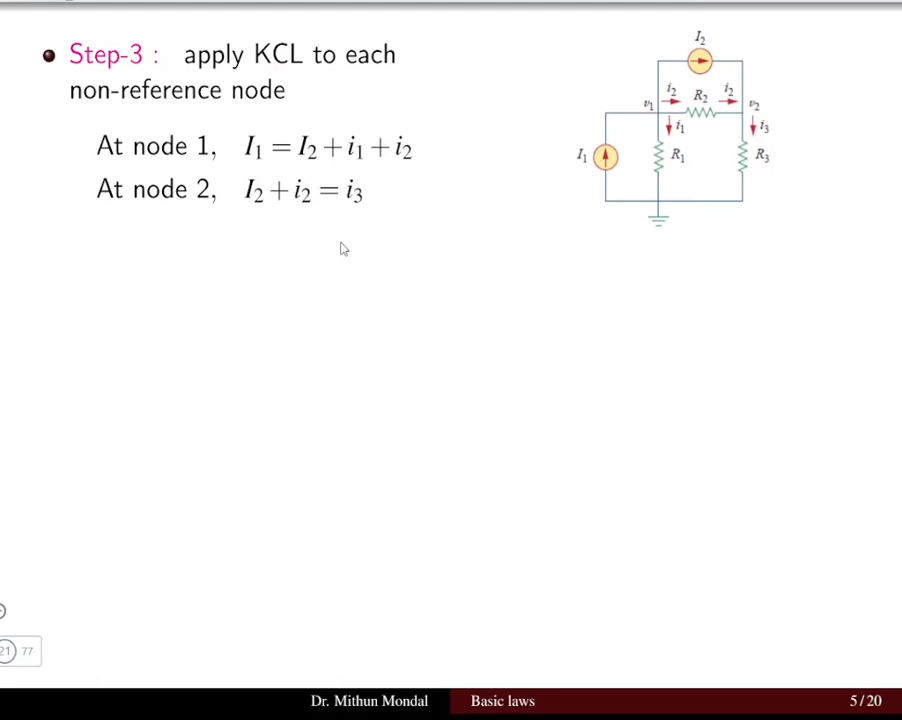 Step-3 : apply KCL to each
non-reference node
At node 1, I₁ = I₂ + i₁ + i₂
At node 2, I₂ + i₂ = i₃
I₂
i₂ R₂ i₂
v₁ v₂
i₁ i₃
I₁ R₁ R₃
21 77
Dr. Mithun Mondal Basic laws 5/20